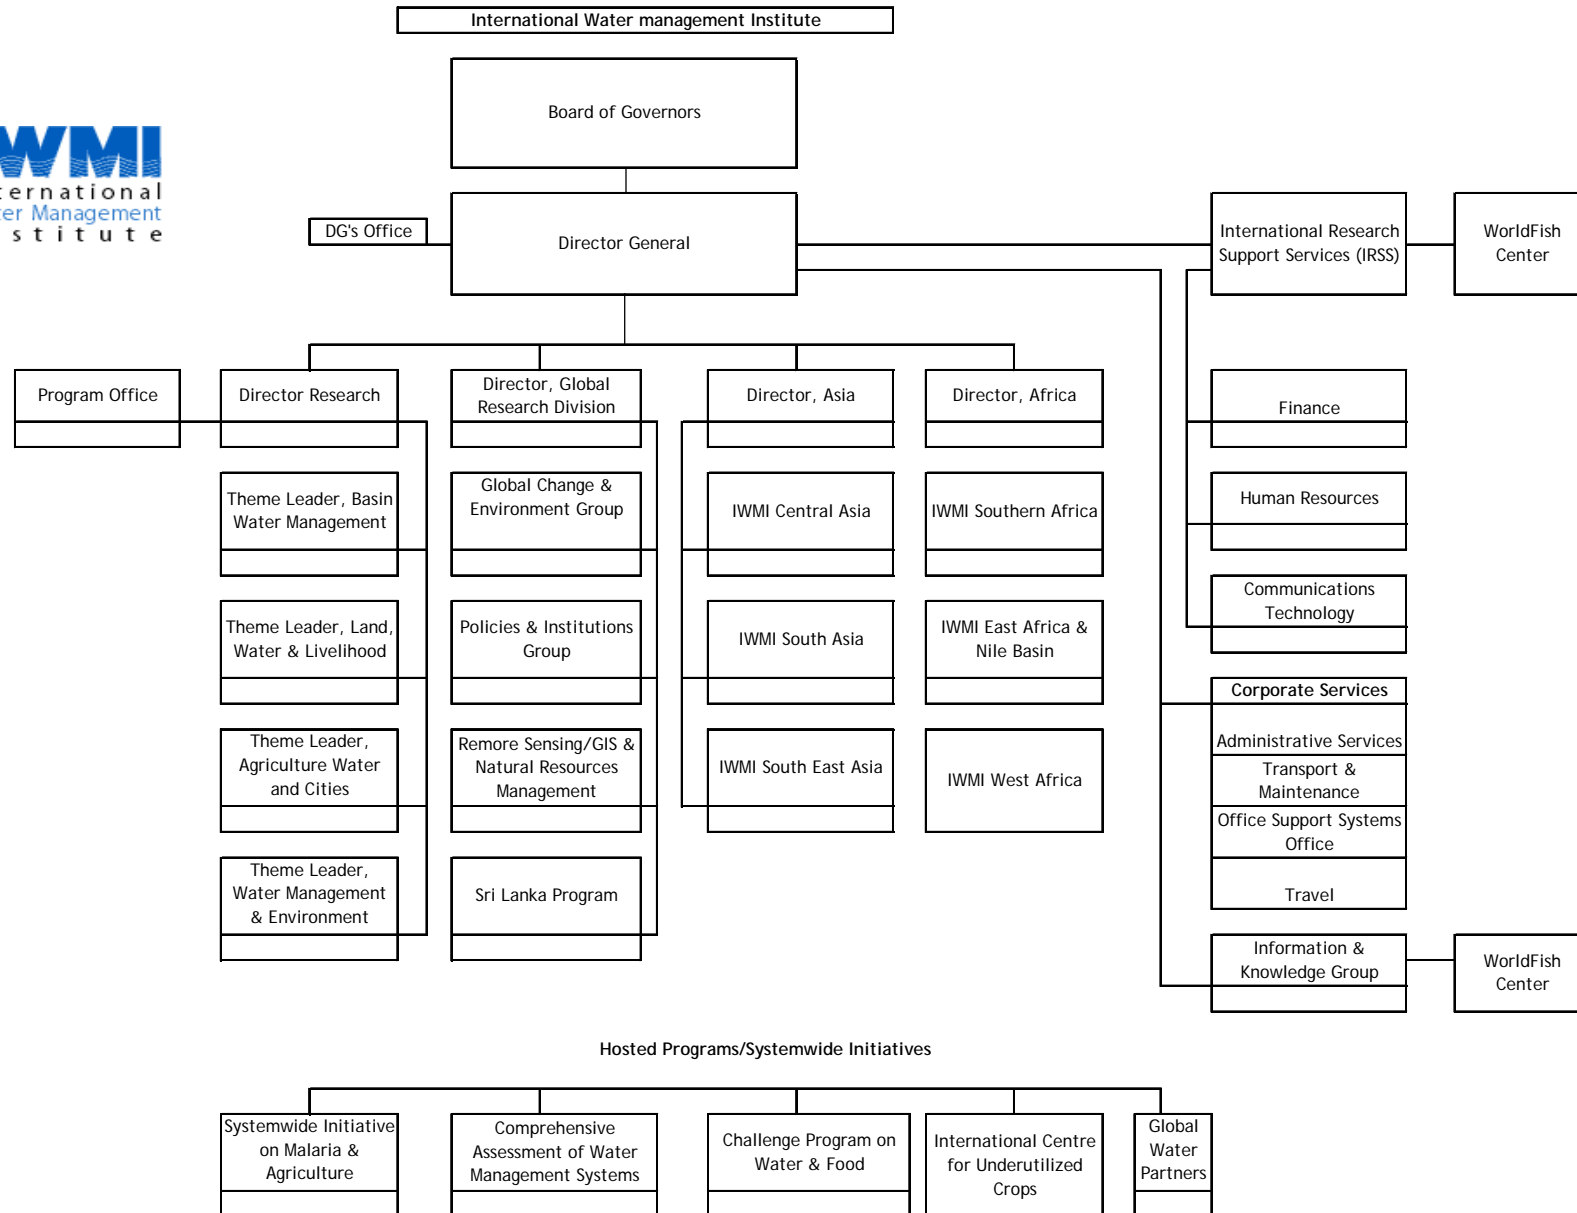 International Water management Institute
Board of Governors
WMI
ternational
er Management
stitute
DG's Office
Director General
International Research
Support Services (IRSS)
WorldFish
Center
Program Office
Director Research
Director, Global
Research Division
Director, Asia
Director, Africa
Finance
Theme Leader, Basin
Water Management
Global Change &
Environment Group
IWMI Central Asia
IWMI Southern Africa
Human Resources
Communications
Technology
Theme Leader, Land,
Water & Livelihood
Policies & Institutions
Group
IWMI South Asia
IWMI East Africa &
Nile Basin
Corporate Services
Administrative Services
Transport &
Maintenance
Office Support Systems
Office
Travel
Theme Leader,
Agriculture Water
and Cities
Remore Sensing/GIS &
Natural Resources
Management
IWMI South East Asia
IWMI West Africa
Theme Leader,
Water Management
& Environment
Sri Lanka Program
Information &
Knowledge Group
WorldFish
Center
Hosted Programs/Systemwide Initiatives
Systemwide Initiative
on Malaria &
Agriculture
Comprehensive
Assessment of Water
Management Systems
Challenge Program on
Water & Food
International Centre
for Underutilized
Crops
Global
Water
Partners